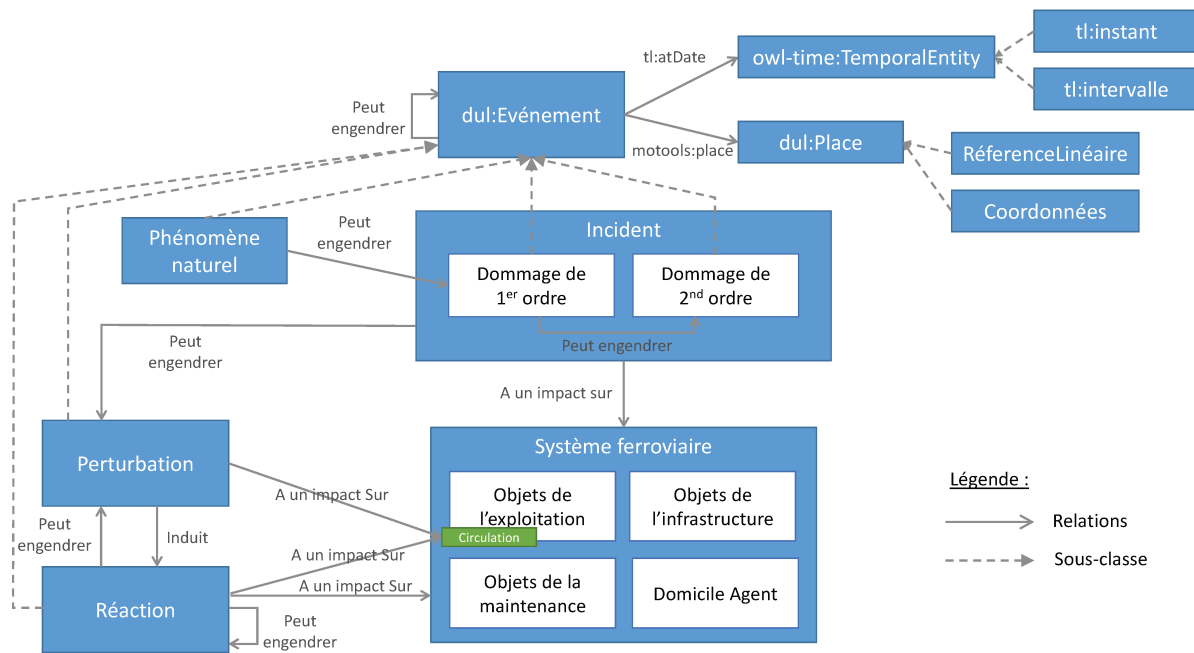 tl:instant
tl:atDate
owl-time:TemporalEntity
tl:intervalle
Peut
engendrer
dul:Evénement
motools:place
dul:Place
RéferenceLinéaire
Coordonnées
Phénomène
naturel
Peut
engendrer
Incident
Dommage de
1er ordre
Dommage de
2nd ordre
Peut engendrer
Peut
engendrer
A un impact sur
Perturbation
Système ferroviaire
A un impact Sur
Objets de
l’exploitation
Objets de
l’infrastructure
Circulation
Peut
engendrer
Induit
A un impact Sur
A un impact Sur
Objets de la
maintenance
Domicile Agent
Réaction
Peut
engendrer
Légende :
Relations
Sous-classe